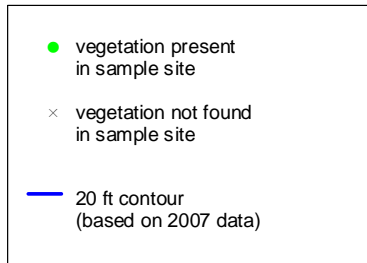 vegetation present
in sample site
vegetation not found
in sample site
20 ft contour
(based on 2007 data)